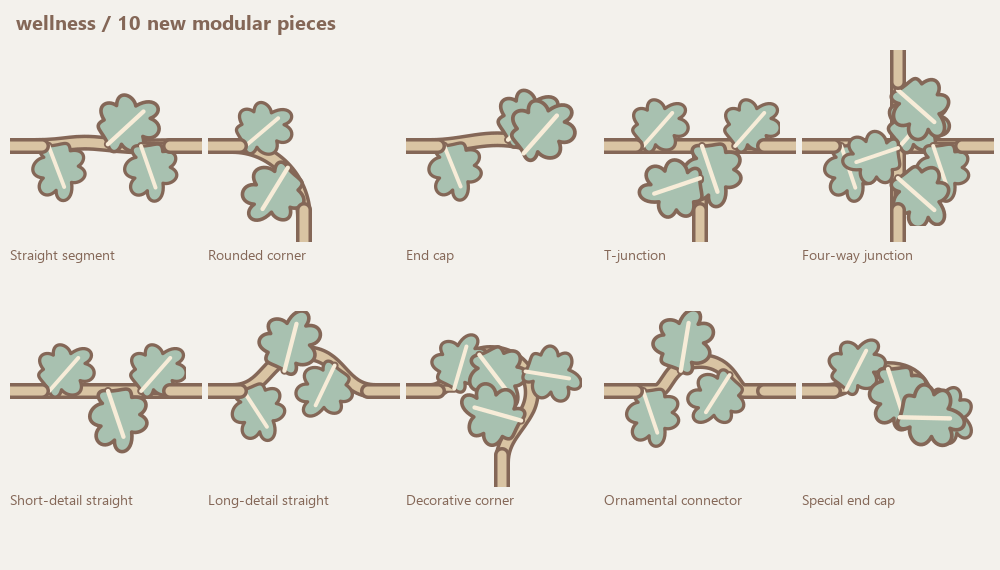 wellness / 10 new modular pieces
Straight segment
Rounded corner
End cap
T-junction
Four-way junction
Short-detail straight
Long-detail straight
Decorative corner
Ornamental connector
Special end cap